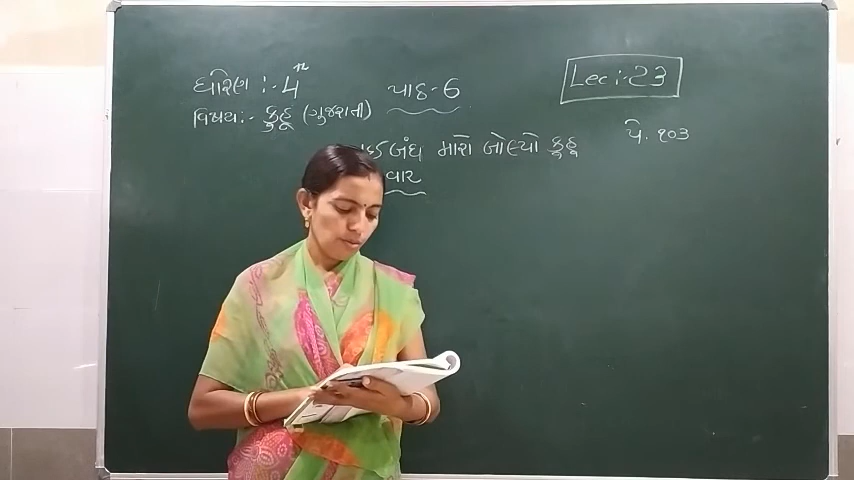 ધોરણ :- 4th પાઠ-6 Lec :- 23
વિષય:- કુહૂ (ગુજરાતી)
બંધ મારો બોલ્યો કુહૂ પે. ૧૦૩
વાર